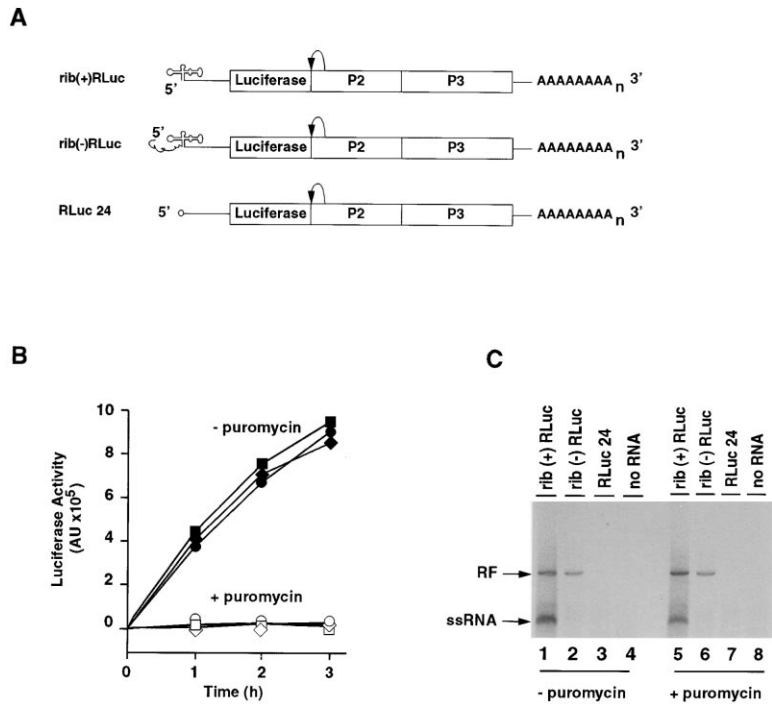 A
rib(+)RLuc 5' Luciferase P2 P3 AAAAAAAA n 3'
rib(-)RLuc 5' Luciferase P2 P3 AAAAAAAA n 3'
RLuc 24 5' Luciferase P2 P3 AAAAAAAA n 3'
B
Luciferase Activity
(AU x10⁵)
10
8
6
4
2
0
- puromycin
+ puromycin
0 1 2 3
Time (h)
C
rib (+) RLuc
rib (-) RLuc
RLuc 24
no RNA
rib (+) RLuc
rib (-) RLuc
RLuc 24
no RNA
RF
ssRNA
1 2 3 4 5 6 7 8
- puromycin + puromycin